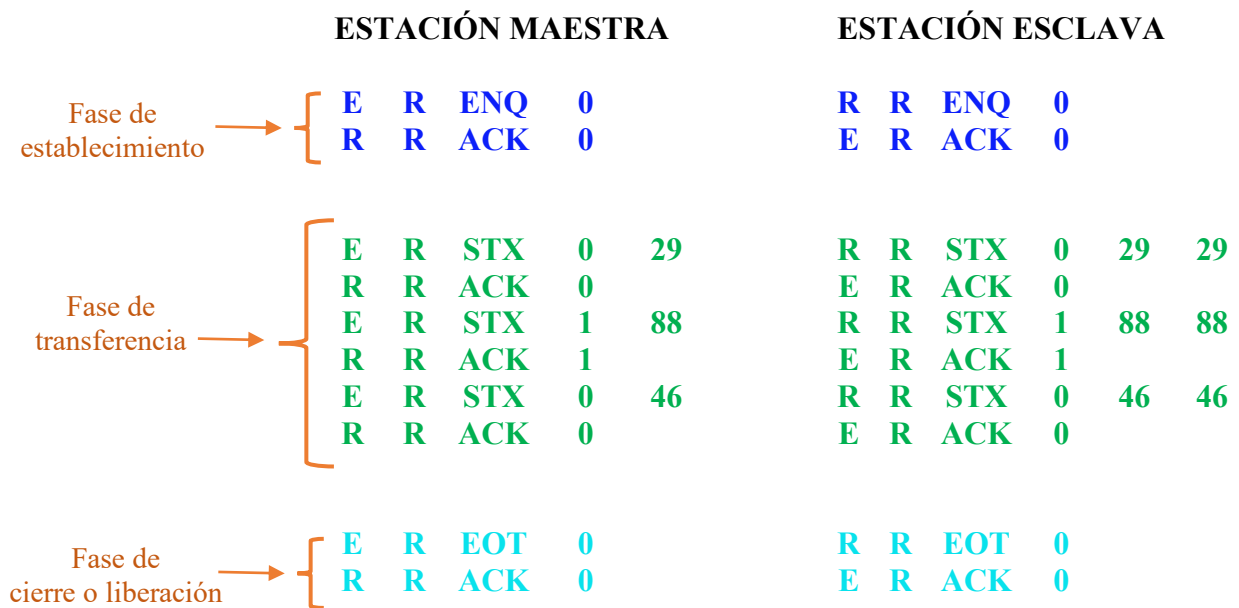 ESTACIÓN MAESTRA ESTACIÓN ESCLAVA
Fase de
establecimiento
E R ENQ 0 R R ENQ 0
R R ACK 0 E R ACK 0
Fase de
transferencia
E R STX 0 29 R R STX 0 29 29
R R ACK 0 E R ACK 0
E R STX 1 88 R R STX 1 88 88
R R ACK 1 E R ACK 1
E R STX 0 46 R R STX 0 46 46
R R ACK 0 E R ACK 0
Fase de
cierre o liberación
E R EOT 0 R R EOT 0
R R ACK 0 E R ACK 0